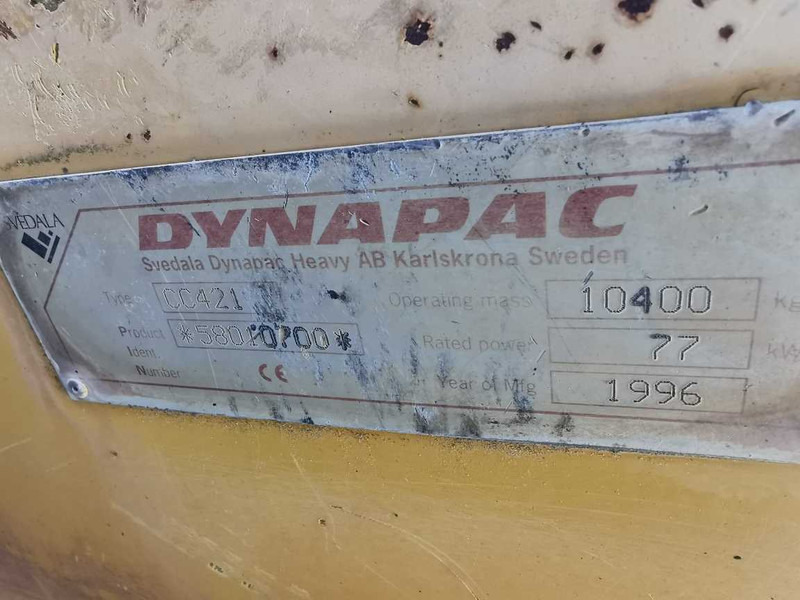 SVEDALA
DYNAPAC
Svedala Dynapac Heavy AB Karlskrona Sweden
Type CC421 Operating mass 10400 Kg
Product Ident. Number *58010700* Rated power 77 kW
CE Year of Mfg 1996